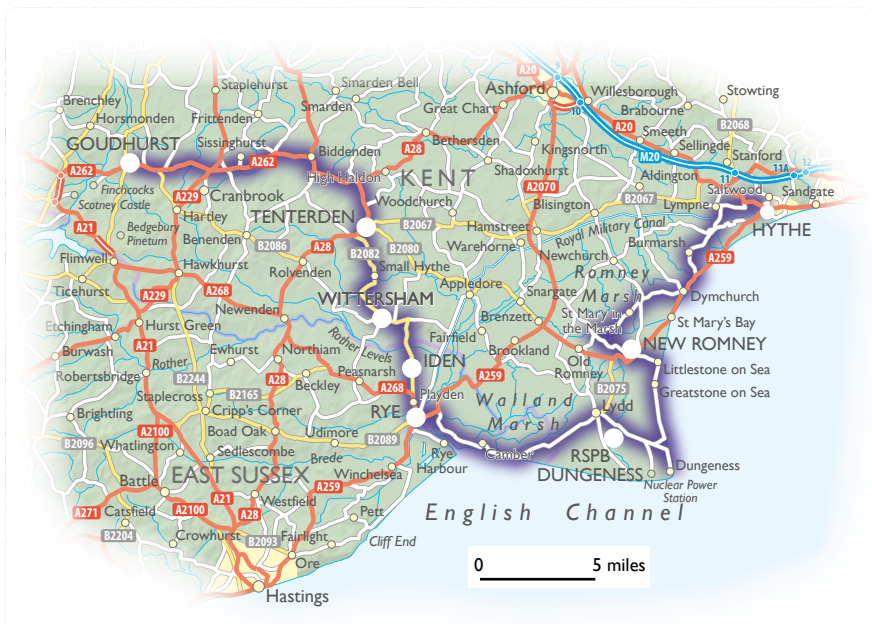 Staplehurst
Smarden Bell
A20
9
Ashford
Willesborough
Stowting
Brenchley
Smarden
Great Chart
10
Brabourne
Horsmonden
Frittenden
A20
Smeeth
B2068
GOUDHURST
Sissinghurst
Biddenden
A28
Bethersden
Kingsnorth
M20
Sellindge
Stanford
11A
12
A262
A262
High Halden
KENT
Shadoxhurst
11
Aldington
Saltwood
Sandgate
Finchcocks
Scotney Castle
A229
Cranbrook
Woodchurch
A2070
Bilsington
B2067
Lympne
Hartley
TENTERDEN
HYTHE
A21
Bedgebury
Pinetum
Benenden
B2086
A28
B2067
Hamstreet
Royal Military Canal
Burmarsh
B2082
B2080
Warehorne
Newchurch
A259
Flimwell
Hawkhurst
Rolvenden
Small Hythe
Romney
Marsh
Ticehurst
A229
A268
Appledore
Snargate
Dymchurch
WITTERSHAM
Newenden
St Mary in
the Marsh
Etchingham
Hurst Green
Fairfield
Brenzett
St Mary's Bay
A21
Rother Levels
NEW ROMNEY
Burwash
Rother
Ewhurst
Northiam
IDEN
Brookland
Old
Romney
Littlestone on Sea
Robertsbridge
Peasmarsh
A259
B2244
A28
Beckley
A268
Playden
B2075
Greatstone on Sea
Staplecross
B2165
Walland
Marsh
Lydd
Brightling
Cripp's Corner
RYE
A2100
Boad Oak
Udimore
B2089
B2096
Whatlington
Sedlescombe
Brede
Rye
Harbour
Camber
RSPB
DUNGENESS
Dungeness
Battle
EAST SUSSEX
Winchelsea
Nuclear Power
Station
A21
A259
A271
Catsfield
A2100
Westfield
A28
Pett
English Channel
B2204
Crowhurst
B2093
Fairlight
Cliff End
Ore
0 5 miles
Hastings